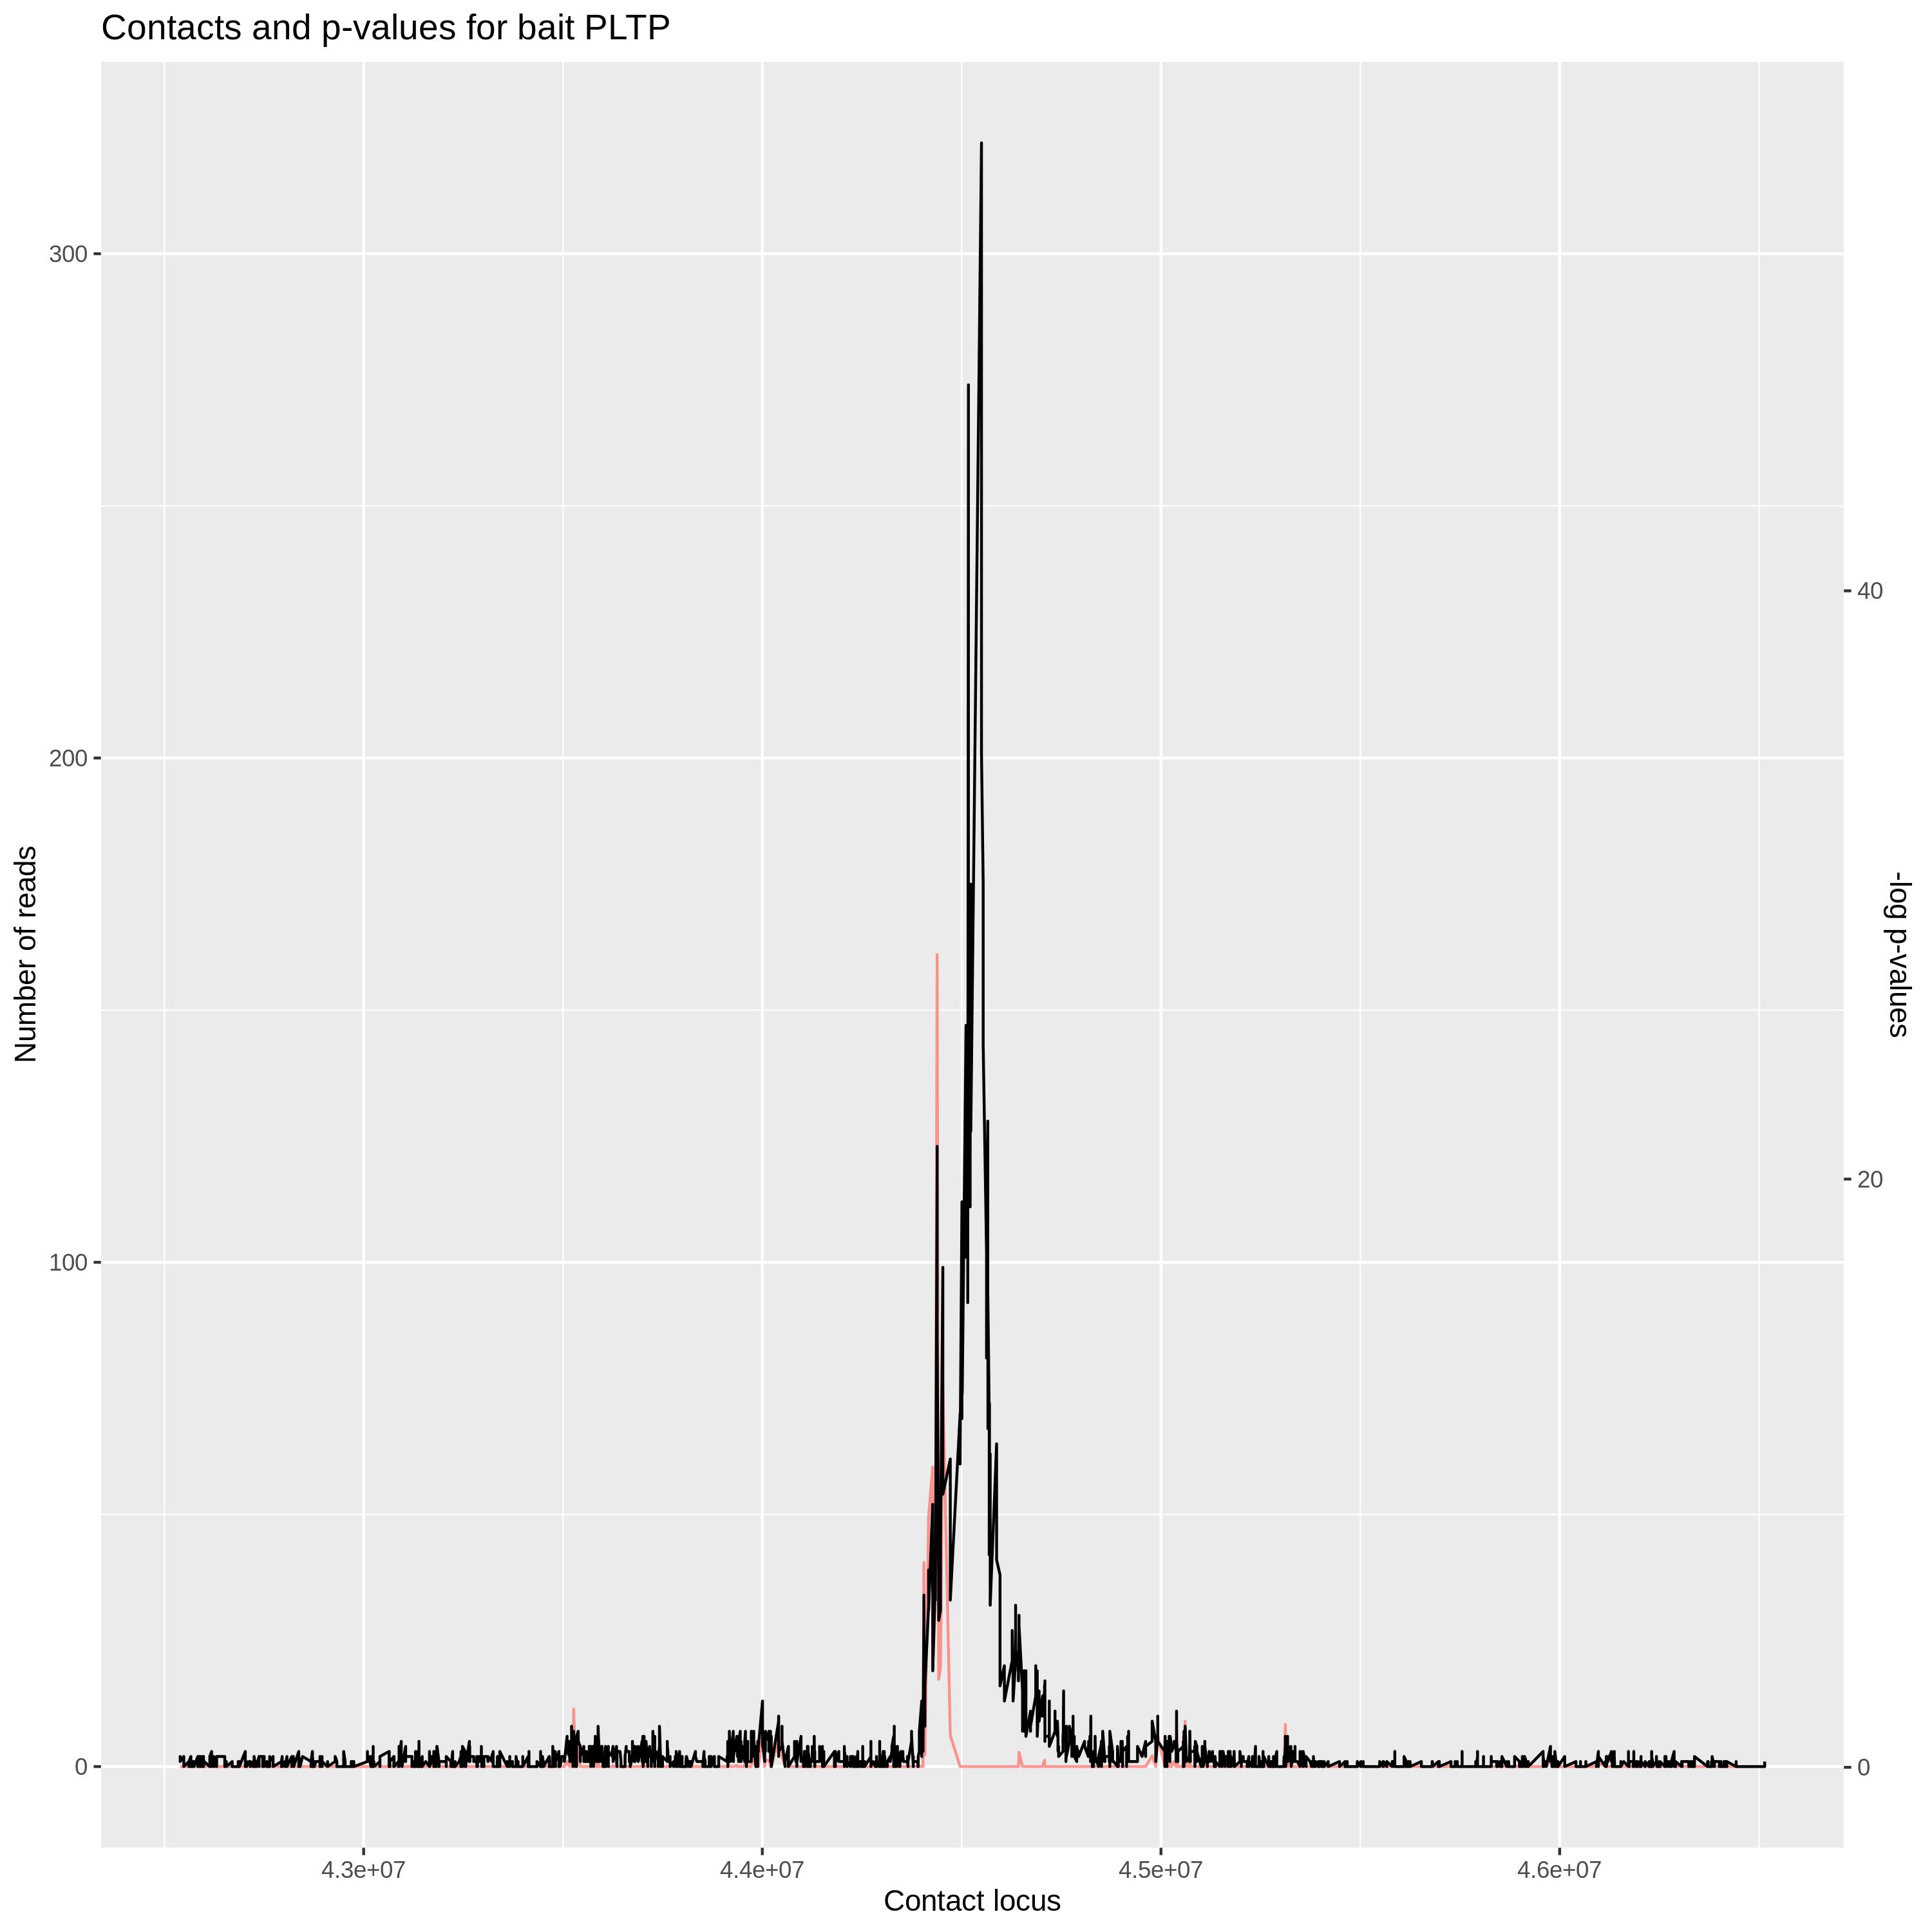 Contacts and p-values for bait PLTP
300
200
100
0
40
20
0
4.3e+07
4.4e+07
4.5e+07
4.6e+07
Number of reads
-log p-values
Contact locus